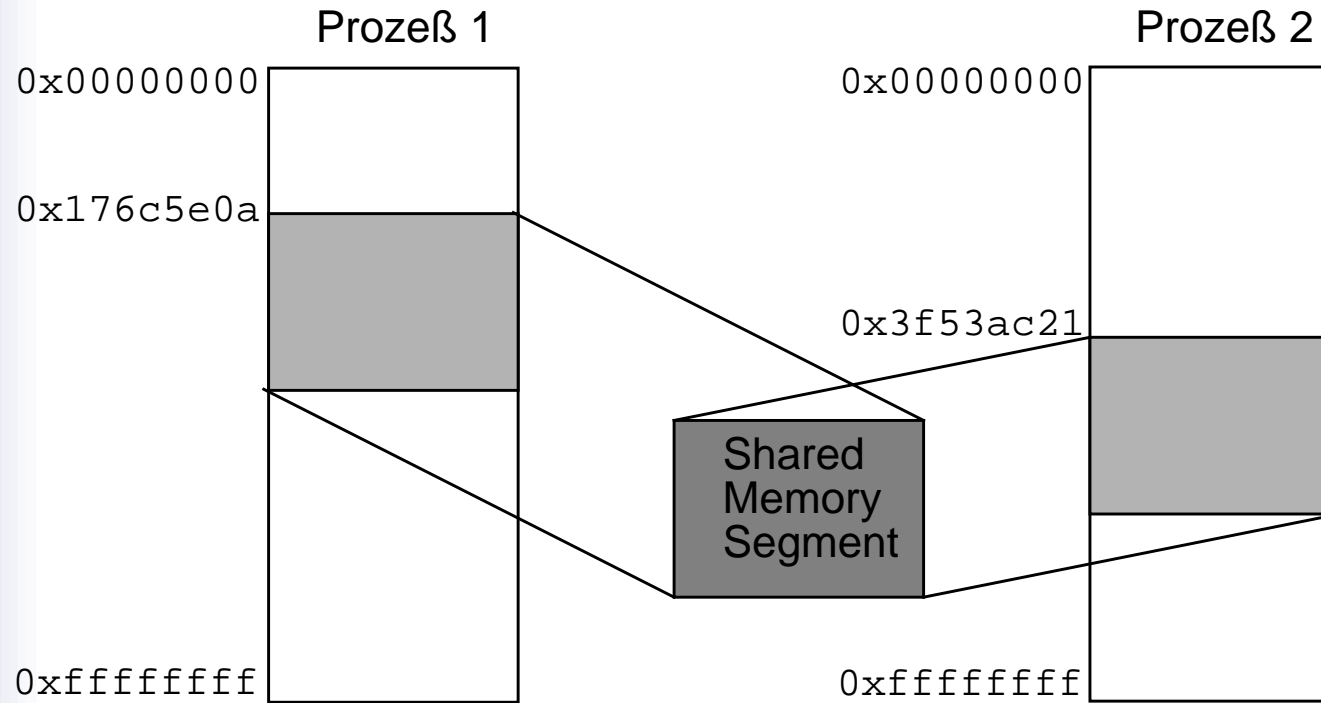 Prozeß 1
Prozeß 2
0x00000000
0x00000000
0x176c5e0a
0x3f53ac21
Shared
Memory
Segment
0xffffffff
0xffffffff